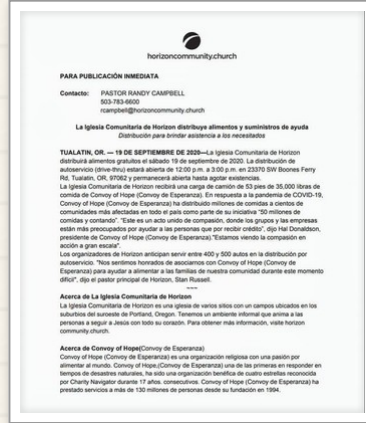 horizoncommunity.church
PARA PUBLICACIÓN INMEDIATA
Contacto: PASTOR RANDY CAMPBELL
503-783-6600
rcampbell@horizoncommunity.church
La Iglesia Comunitaria de Horizon distribuye alimentos y suministros de ayuda
Distribución para brindar asistencia a los necesitados
TUALATIN, OR. — 19 DE SEPTIEMBRE DE 2020—La Iglesia Comunitaria de Horizon
distribuirá alimentos gratuitos el sábado 19 de septiembre de 2020. La distribución de
autoservicio (drive-thru) estará abierta de 12:00 p.m. a 3:00 p.m. en 23370 SW Boones Ferry
Rd, Tualatin, OR, 97062 y permanecerá abierta hasta agotar existencias.
La Iglesia Comunitaria de Horizon recibirá una carga de camión de 53 pies de 35,000 libras de
comida de Convoy of Hope (Convoy de Esperanza). En respuesta a la pandemia de COVID-19,
Convoy of Hope (Convoy de Esperanza) ha distribuido millones de comidas a cientos de
comunidades más afectadas en todo el país como parte de su iniciativa "50 millones de
comidas y contando". "Este es un acto unido de compasión, donde los grupos y las empresas
están más preocupados por ayudar a las personas que por recibir crédito", dijo Hal Donaldson,
presidente de Convoy of Hope (Convoy de Esperanza)."Estamos viendo la compasión en
acción a gran escala".
Los organizadores de Horizon anticipan servir entre 400 y 500 autos en la distribución por
autoservicio. "Nos sentimos honrados de asociarnos con Convoy of Hope (Convoy de
Esperanza) para ayudar a alimentar a las familias de nuestra comunidad durante este momento
difícil", dijo el pastor principal de Horizon, Stan Russell.
~~~
Acerca de La Iglesia Comunitaria de Horizon
La Iglesia Comunitaria de Horizon es una iglesia de varios sitios con un campos ubicados en los
suburbios del suroeste de Portland, Oregon. Tenemos un ambiente informal que anima a las
personas a seguir a Jesús con todo su corazón. Para obtener más información, visite horizon
community.church.
Acerca de Convoy of Hope(Convoy de Esperanza)
Convoy of Hope (Convoy de Esperanza) es una organización religiosa con una pasión por
alimentar al mundo. Convoy of Hope,(Convoy de Esperanza) una de las primeras en responder en
tiempos de desastres naturales, ha sido una organización benéfica de cuatro estrellas reconocida
por Charity Navigator durante 17 años. consecutivos. Convoy of Hope (Convoy de Esperanza) ha
prestado servicios a más de 130 millones de personas desde su fundación en 1994.